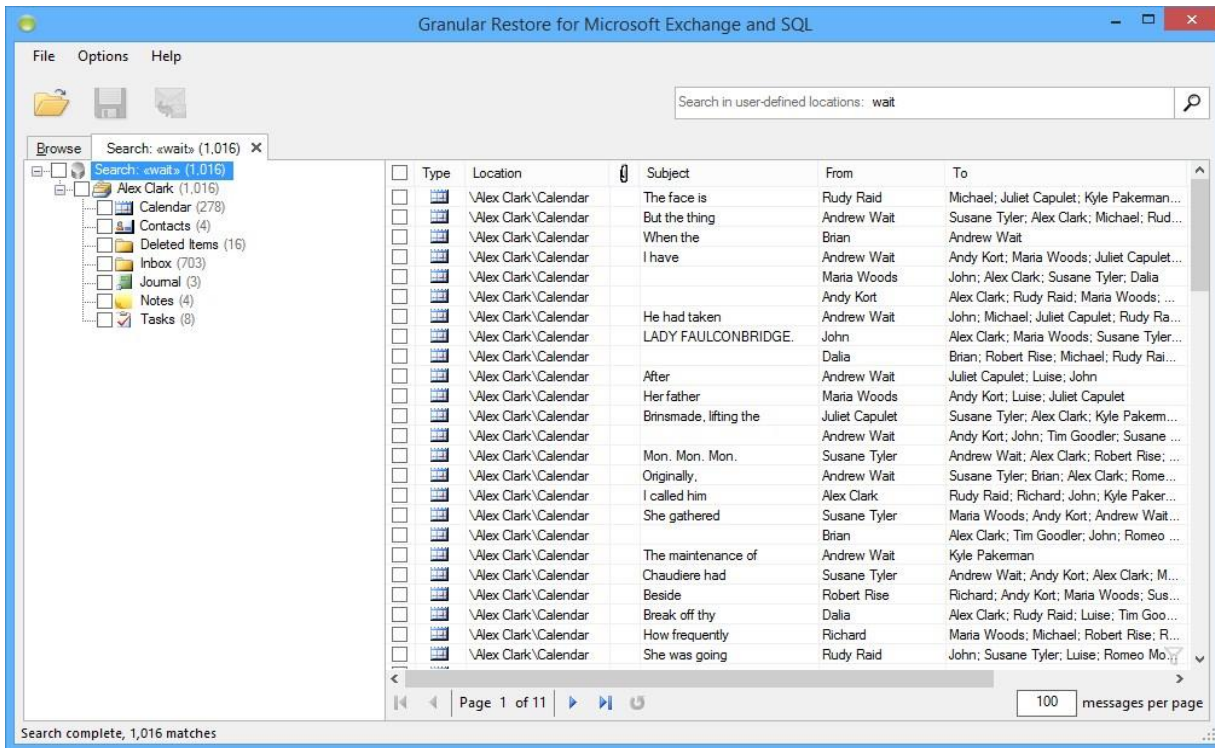 Granular Restore for Microsoft Exchange and SQL
File Options Help
Search in user-defined locations: wait
Browse Search: «wait» (1,016)
Search: «wait» (1,016)
Alex Clark (1,016)
Calendar (278)
Contacts (4)
Deleted Items (16)
Inbox (703)
Journal (3)
Notes (4)
Tasks (8)
Type Location Subject From To
\Alex Clark\Calendar The face is Rudy Raid Michael; Juliet Capulet; Kyle Pakerman...
\Alex Clark\Calendar But the thing Andrew Wait Susane Tyler; Alex Clark; Michael; Rud...
\Alex Clark\Calendar When the Brian Andrew Wait
\Alex Clark\Calendar I have Andrew Wait Andy Kort; Maria Woods; Juliet Capulet...
\Alex Clark\Calendar Maria Woods John; Alex Clark; Susane Tyler; Dalia
\Alex Clark\Calendar Andy Kort Alex Clark; Rudy Raid; Maria Woods; ...
\Alex Clark\Calendar He had taken Andrew Wait John; Michael; Juliet Capulet; Rudy Ra...
\Alex Clark\Calendar LADY FAULCONBRIDGE. John Alex Clark; Maria Woods; Susane Tyler...
\Alex Clark\Calendar Dalia Brian; Robert Rise; Michael; Rudy Rai...
\Alex Clark\Calendar After Andrew Wait Juliet Capulet; Luise; John
\Alex Clark\Calendar Her father Maria Woods Andy Kort; Luise; Juliet Capulet
\Alex Clark\Calendar Brinsmade, lifting the Juliet Capulet Susane Tyler; Alex Clark; Kyle Pakerm...
\Alex Clark\Calendar Andrew Wait Andy Kort; John; Tim Goodler; Susane ...
\Alex Clark\Calendar Mon. Mon. Mon. Susane Tyler Andrew Wait; Alex Clark; Robert Rise; ...
\Alex Clark\Calendar Originally, Andrew Wait Susane Tyler; Brian; Alex Clark; Rome...
\Alex Clark\Calendar I called him Alex Clark Rudy Raid; Richard; John; Kyle Paker...
\Alex Clark\Calendar She gathered Susane Tyler Maria Woods; Andy Kort; Andrew Wait...
\Alex Clark\Calendar Brian Alex Clark; Tim Goodler; John; Romeo ...
\Alex Clark\Calendar The maintenance of Andrew Wait Kyle Pakerman
\Alex Clark\Calendar Chaudiere had Susane Tyler Andrew Wait; Andy Kort; Alex Clark; M...
\Alex Clark\Calendar Beside Robert Rise Richard; Andy Kort; Maria Woods; Sus...
\Alex Clark\Calendar Break off thy Dalia Alex Clark; Rudy Raid; Luise; Tim Goo...
\Alex Clark\Calendar How frequently Richard Maria Woods; Michael; Robert Rise; R...
\Alex Clark\Calendar She was going Rudy Raid John; Susane Tyler; Luise; Romeo Mo...
Page 1 of 11 100 messages per page
Search complete, 1,016 matches